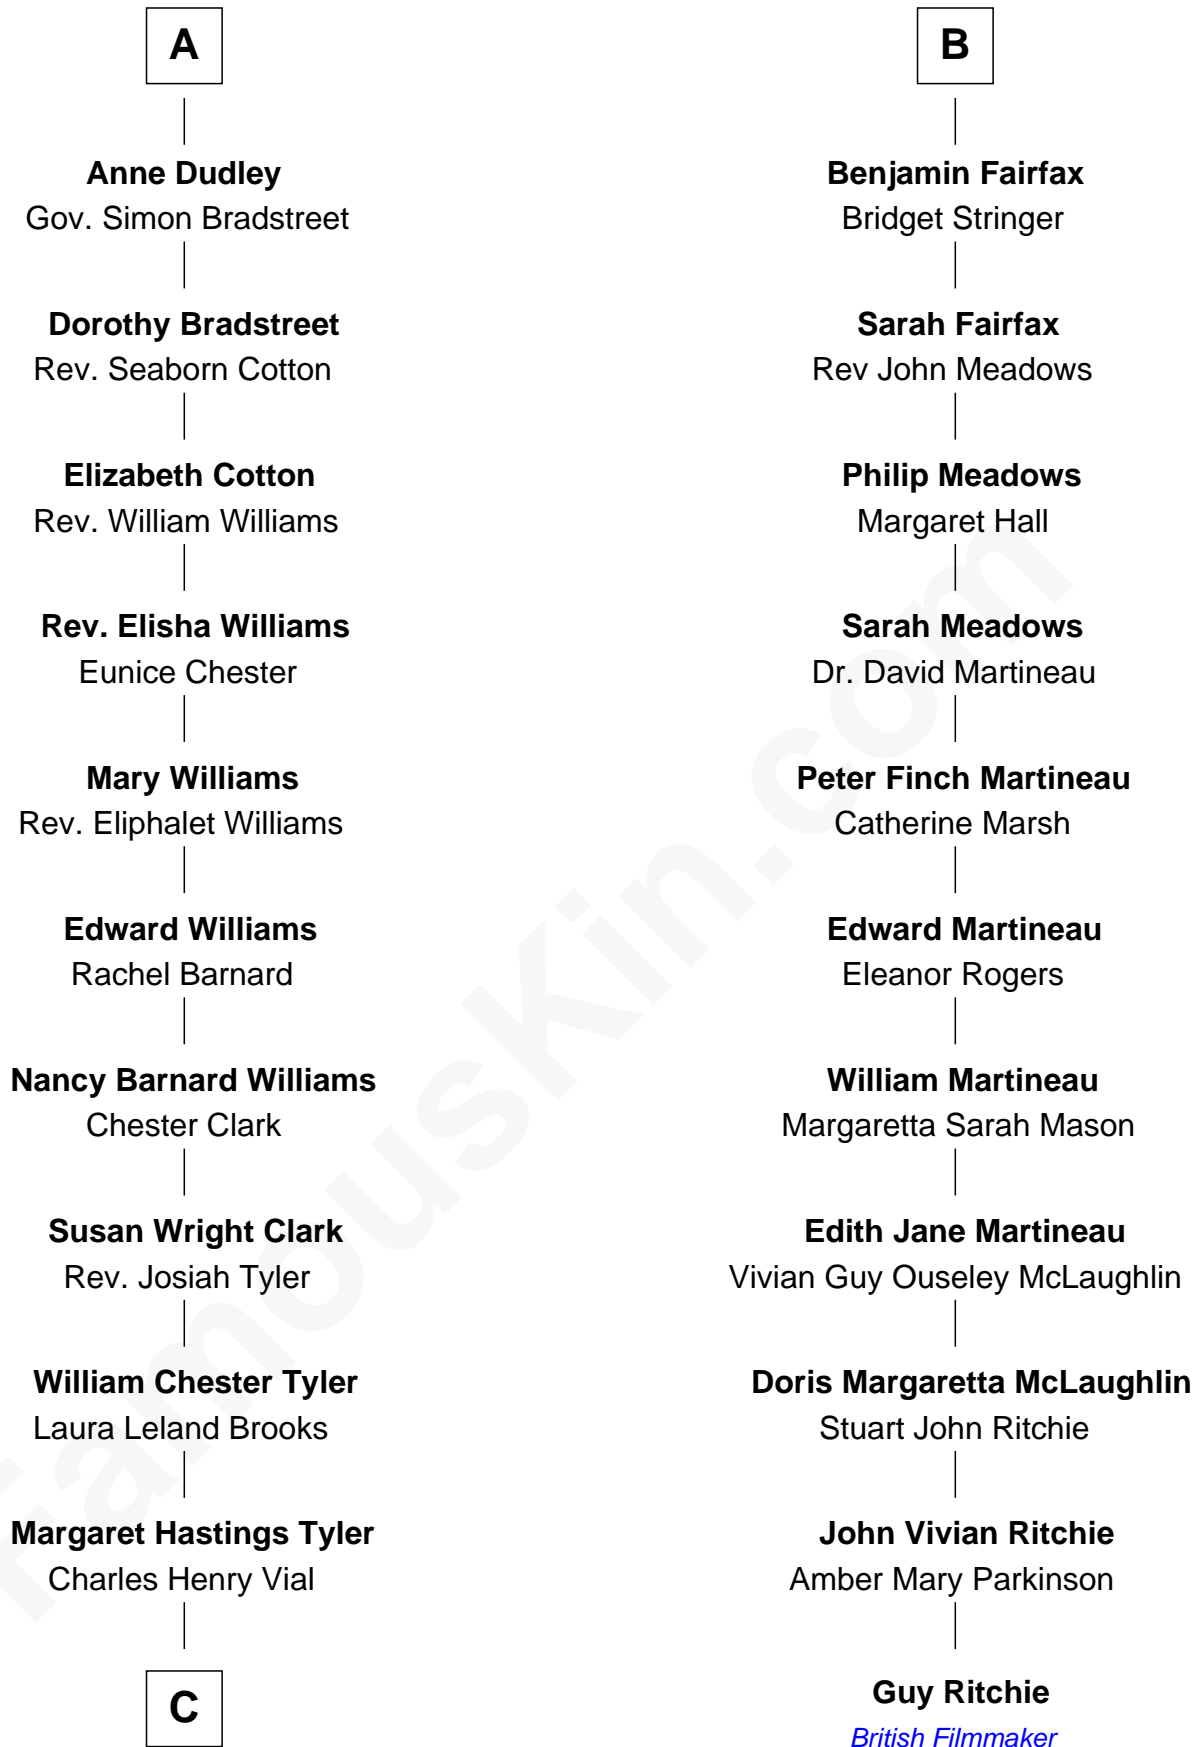 A
Anne Dudley
Gov. Simon Bradstreet
Dorothy Bradstreet
Rev. Seaborn Cotton
Elizabeth Cotton
Rev. William Williams
Rev. Elisha Williams
Eunice Chester
Mary Williams
Rev. Eliphalet Williams
Edward Williams
Rachel Barnard
Nancy Barnard Williams
Chester Clark
Susan Wright Clark
Rev. Josiah Tyler
William Chester Tyler
Laura Leland Brooks
Margaret Hastings Tyler
Charles Henry Vial
C
B
Benjamin Fairfax
Bridget Stringer
Sarah Fairfax
Rev John Meadows
Philip Meadows
Margaret Hall
Sarah Meadows
Dr. David Martineau
Peter Finch Martineau
Catherine Marsh
Edward Martineau
Eleanor Rogers
William Martineau
Margaretta Sarah Mason
Edith Jane Martineau
Vivian Guy Ouseley McLaughlin
Doris Margaretta McLaughlin
Stuart John Ritchie
John Vivian Ritchie
Amber Mary Parkinson
Guy Ritchie
British Filmmaker
FamousKin.com